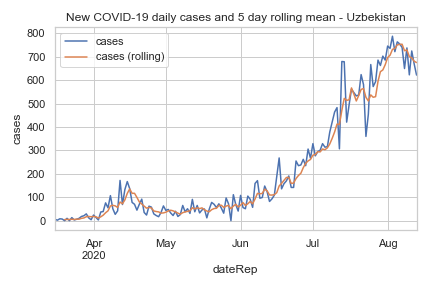 New COVID-19 daily cases and 5 day rolling mean - Uzbekistan
cases
cases (rolling)
800
700
600
500
400
300
200
100
0
cases
Apr
2020
May
Jun
Jul
Aug
dateRep